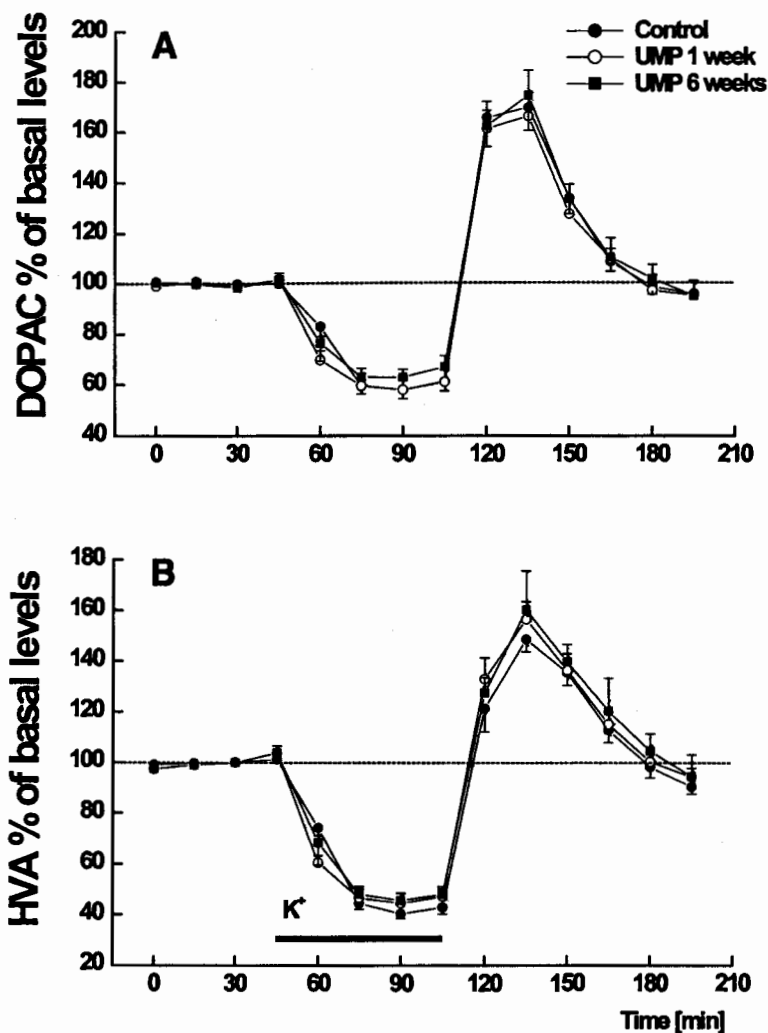 A
Control
UMP 1 week
UMP 6 weeks
DOPAC % of basal levels
200
180
160
140
120
100
80
60
40
0 30 60 90 120 150 180 210
B
HVA % of basal levels
180
160
140
120
100
80
60
40
20
K+
0 30 60 90 120 150 180 210
Time [min]